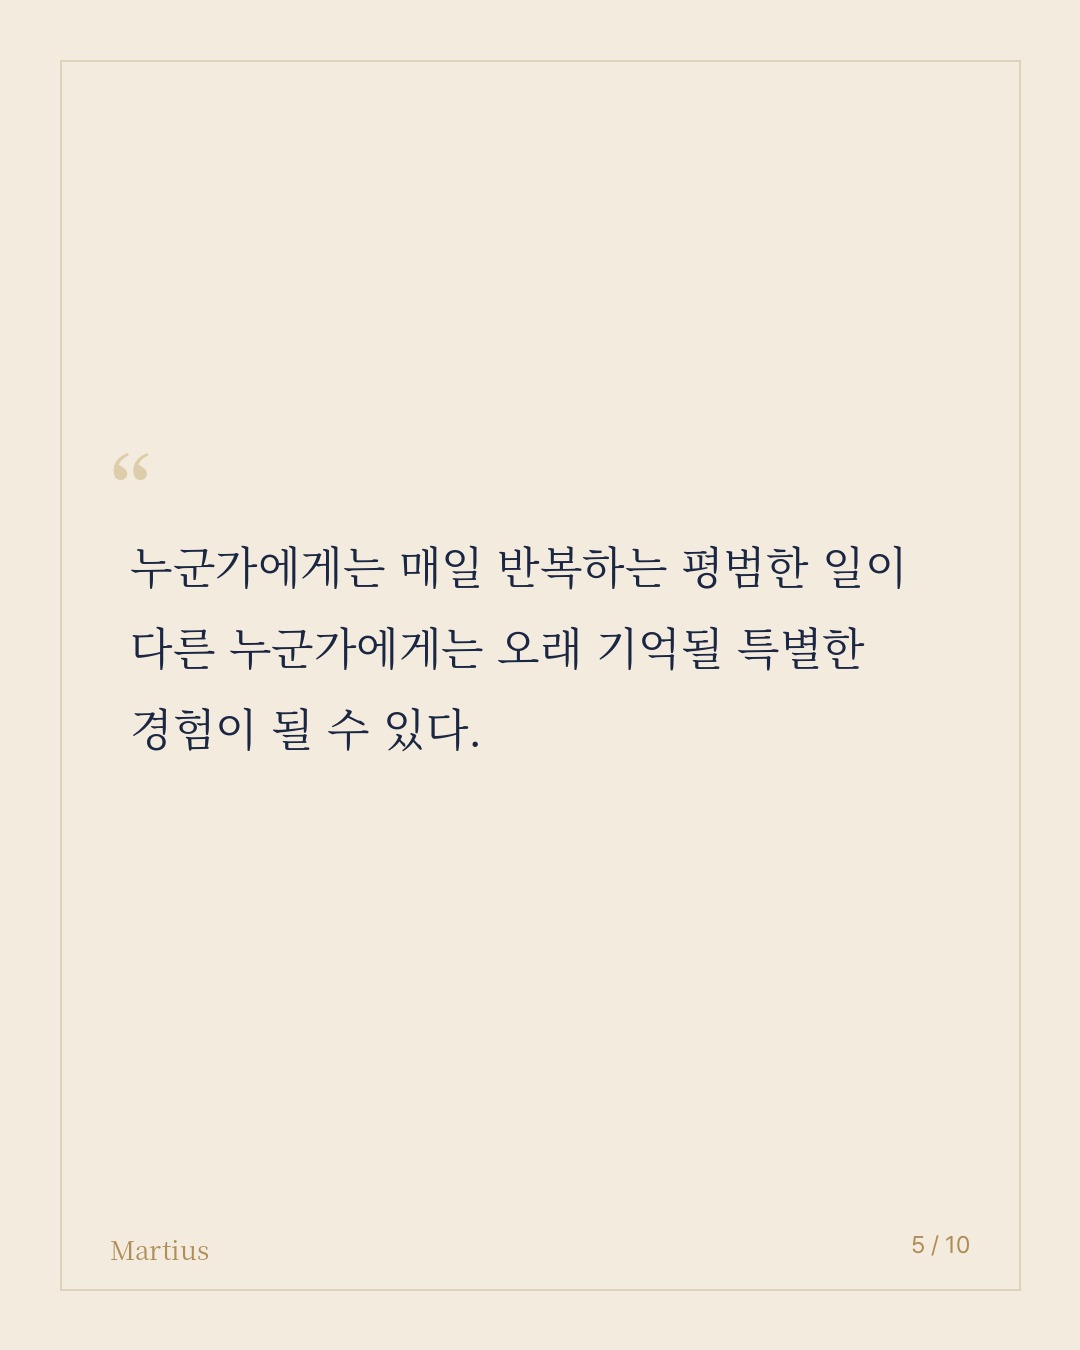 “
누군가에게는 매일 반복하는 평범한 일이
다른 누군가에게는 오래 기억될 특별한
경험이 될 수 있다.
Martius
5 / 10